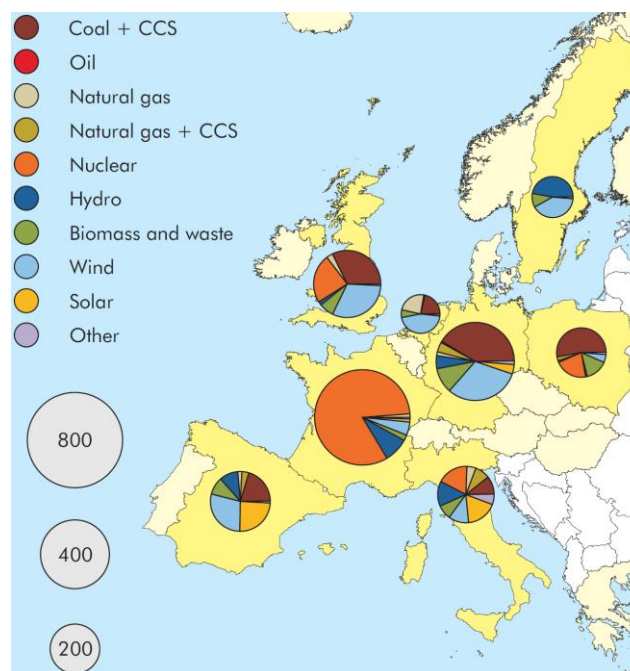 Coal + CCS
Oil
Natural gas
Natural gas + CCS
Nuclear
Hydro
Biomass and waste
Wind
Solar
Other
800
400
200